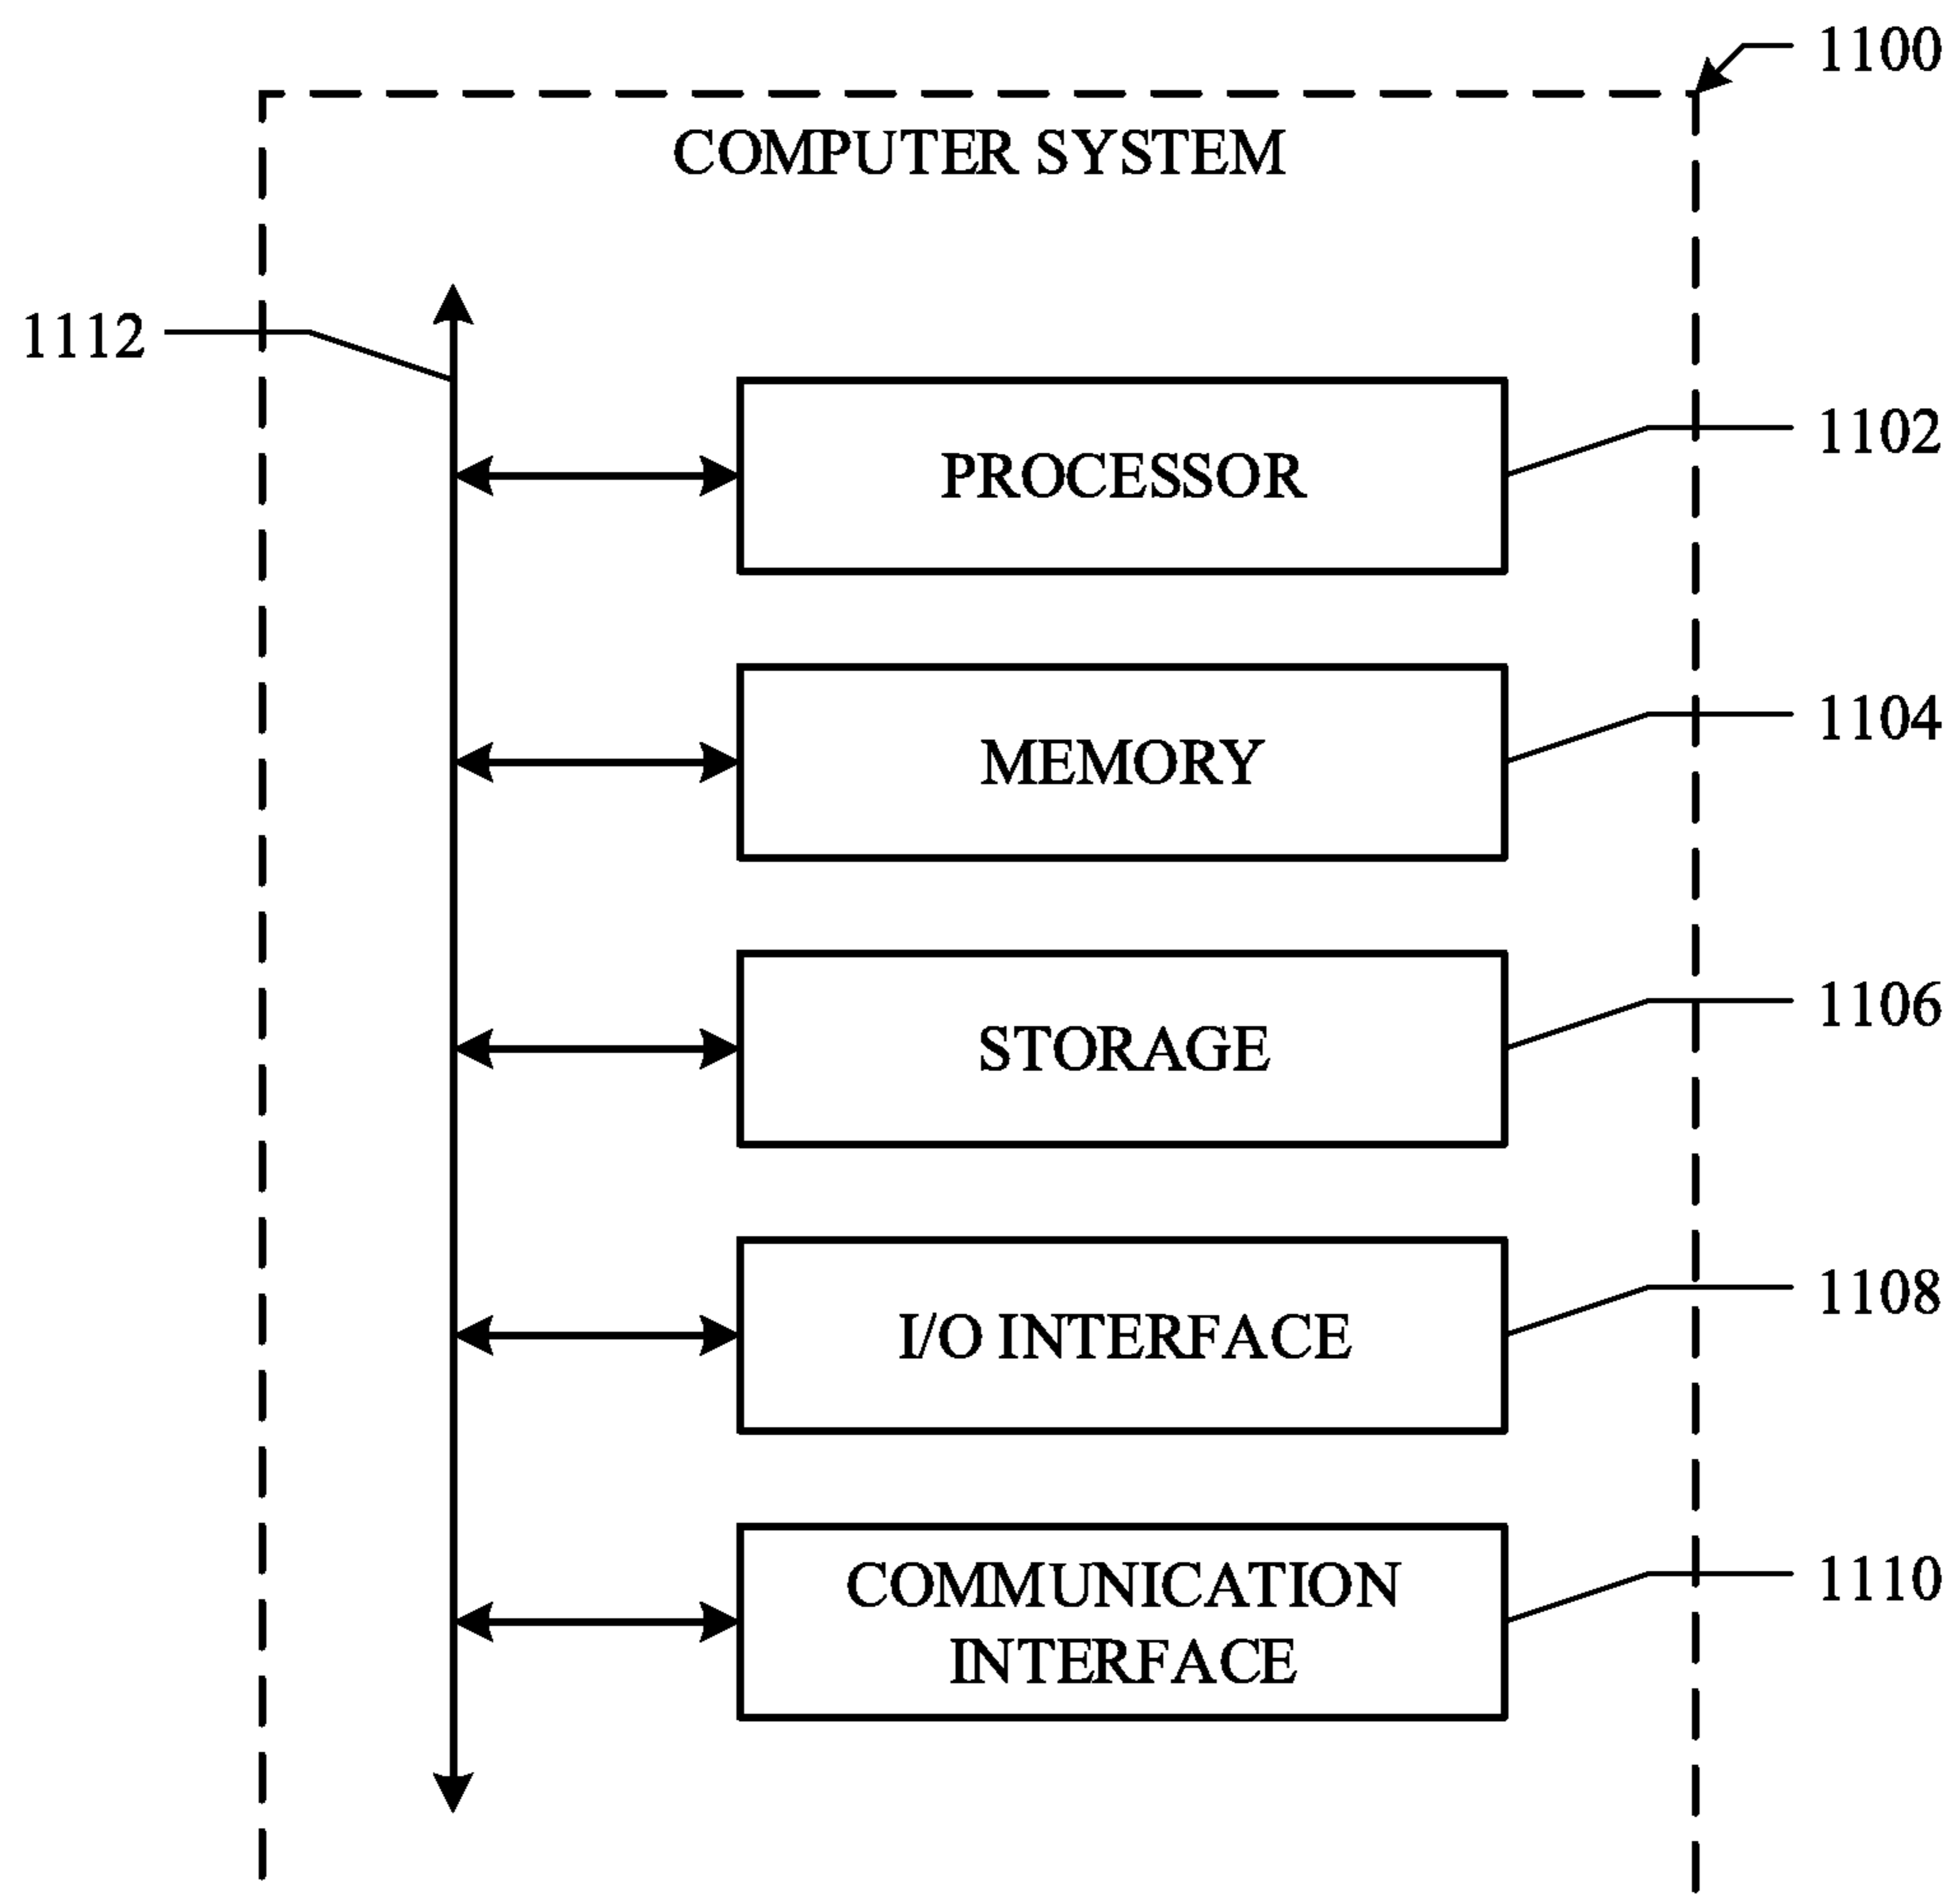 1100
COMPUTER SYSTEM
1112
1102
PROCESSOR
1104
MEMORY
1106
STORAGE
1108
I/O INTERFACE
1110
COMMUNICATION
INTERFACE